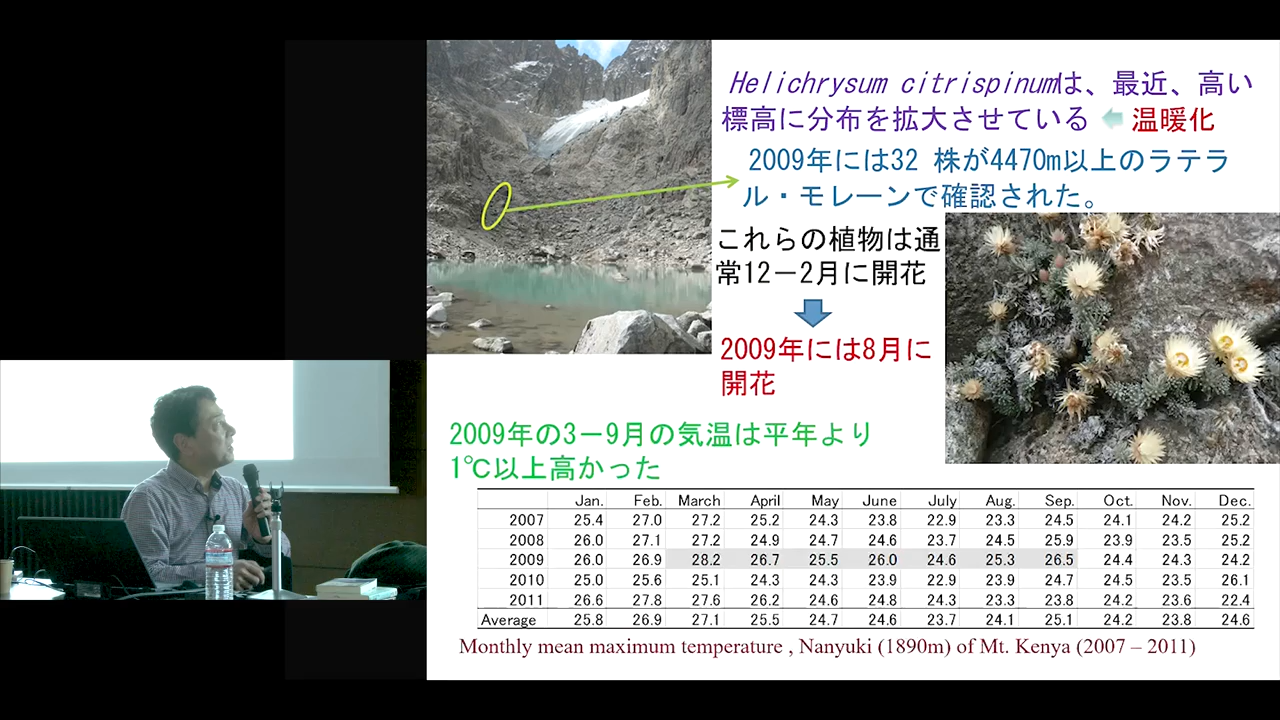 Helichrysum citrispinumは、最近、高い
標高に分布を拡大させている 温暖化
2009年には32 株が4470m以上のラテラ
ル・モレーンで確認された。
これらの植物は通
常12－2月に開花
2009年には8月に
開花
2009年の3－9月の気温は平年より
1℃以上高かった
Jan. Feb. March April May June July Aug. Sep. Oct. Nov. Dec.
2007 25.4 27.0 27.2 25.2 24.3 23.8 22.9 23.3 24.5 24.1 24.2 25.2
2008 26.0 27.1 27.2 24.9 24.7 24.6 23.7 24.5 25.9 23.9 23.5 25.2
2009 26.0 26.9 28.2 26.7 25.5 26.0 24.6 25.3 26.5 24.4 24.3 24.2
2010 25.0 25.6 25.1 24.3 24.3 23.9 22.9 23.9 24.7 24.5 23.5 26.1
2011 26.6 27.8 27.6 26.2 24.6 24.8 24.3 23.3 23.8 24.2 23.6 22.4
Average 25.8 26.9 27.1 25.5 24.7 24.6 23.7 24.1 25.1 24.2 23.8 24.6
Monthly mean maximum temperature , Nanyuki (1890m) of Mt. Kenya (2007 – 2011)